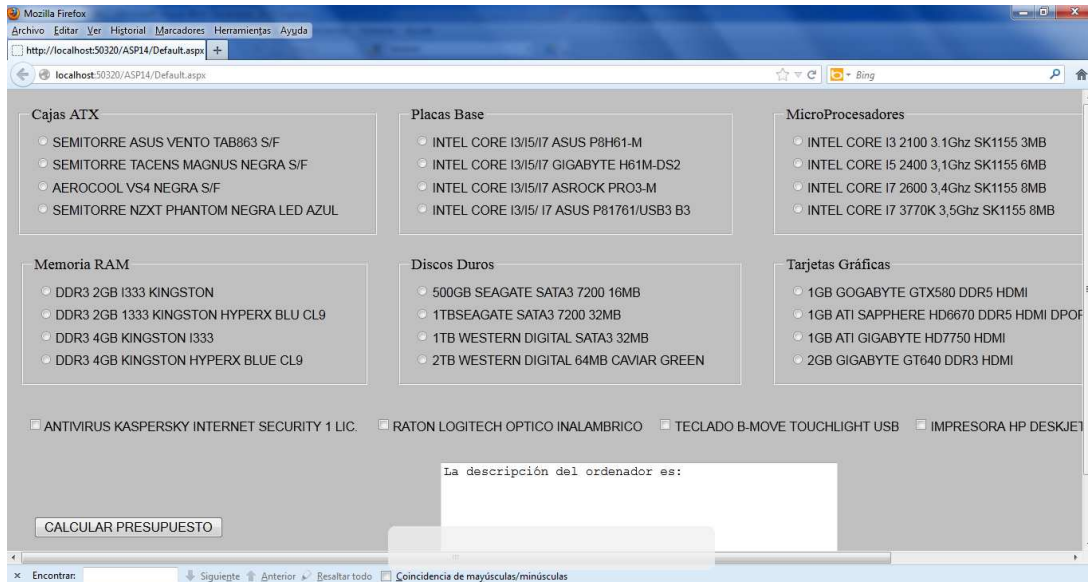 Mozilla Firefox
Archivo Editar Ver Historial Marcadores Herramientas Ayuda
http://localhost:50320/ASP14/Default.aspx +
localhost:50320/ASP14/Default.aspx
Bing
Cajas ATX
SEMITORRE ASUS VENTO TAB863 S/F
SEMITORRE TACENS MAGNUS NEGRA S/F
AEROCOOL VS4 NEGRA S/F
SEMITORRE NZXT PHANTOM NEGRA LED AZUL
Placas Base
INTEL CORE I3/I5/I7 ASUS P8H61-M
INTEL CORE I3/I5/I7 GIGABYTE H61M-DS2
INTEL CORE I3/I5/I7 ASROCK PRO3-M
INTEL CORE I3/I5/ I7 ASUS P81761/USB3 B3
MicroProcesadores
INTEL CORE I3 2100 3.1Ghz SK1155 3MB
INTEL CORE I5 2400 3,1Ghz SK1155 6MB
INTEL CORE I7 2600 3,4Ghz SK1155 8MB
INTEL CORE I7 3770K 3,5Ghz SK1155 8MB
Memoria RAM
DDR3 2GB I333 KINGSTON
DDR3 2GB 1333 KINGSTON HYPERX BLU CL9
DDR3 4GB KINGSTON I333
DDR3 4GB KINGSTON HYPERX BLUE CL9
Discos Duros
500GB SEAGATE SATA3 7200 16MB
1TBSEAGATE SATA3 7200 32MB
1TB WESTERN DIGITAL SATA3 32MB
2TB WESTERN DIGITAL 64MB CAVIAR GREEN
Tarjetas Gráficas
1GB GOGABYTE GTX580 DDR5 HDMI
1GB ATI SAPPHERE HD6670 DDR5 HDMI DPOR
1GB ATI GIGABYTE HD7750 HDMI
2GB GIGABYTE GT640 DDR3 HDMI
ANTIVIRUS KASPERSKY INTERNET SECURITY 1 LIC. RATON LOGITECH OPTICO INALAMBRICO TECLADO B-MOVE TOUCHLIGHT USB IMPRESORA HP DESKJET
La descripción del ordenador es:
CALCULAR PRESUPUESTO
× Encontrar: Siguiente Anterior Resaltar todo Coincidencia de mayúsculas/minúsculas